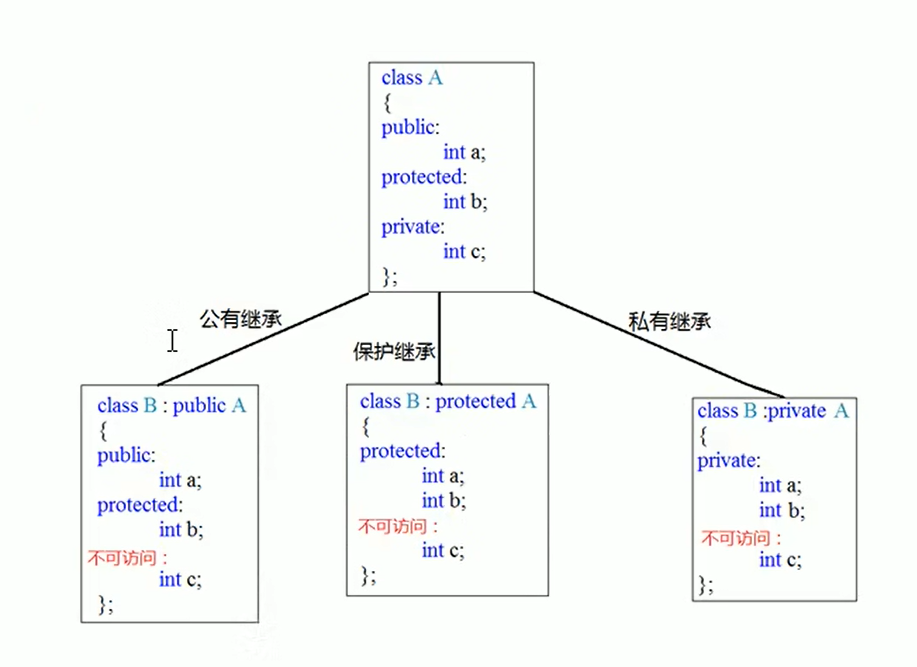 class A
{
public:
int a;
protected:
int b;
private:
int c;
};
公有继承
保护继承
私有继承
class B : public A
{
public:
int a;
protected:
int b;
不可访问：
int c;
};
class B : protected A
{
protected:
int a;
int b;
不可访问：
int c;
};
class B :private A
{
private:
int a;
int b;
不可访问：
int c;
};